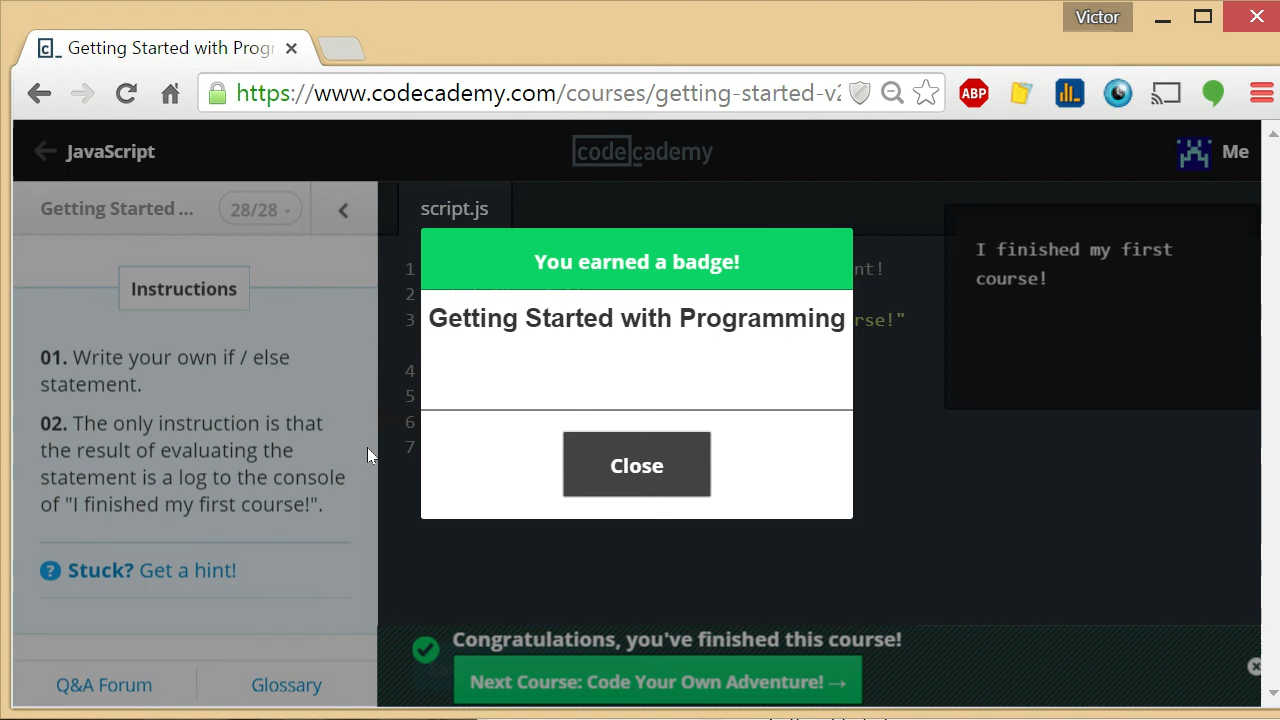 Victor
c_ Getting Started with Progr
https://www.codecademy.com/courses/getting-started-v2
ABP
JavaScript
codecademy
Me
Getting Started ...
28/28
script.js
Instructions
01. Write your own if / else
statement.
02. The only instruction is that
the result of evaluating the
statement is a log to the console
of "I finished my first course!".
? Stuck? Get a hint!
Q&A Forum
Glossary
1
nt!
2
3
rse!"
4
5
6
7
I finished my first
course!
You earned a badge!
Getting Started with Programming
Close
Congratulations, you've finished this course!
Next Course: Code Your Own Adventure! →